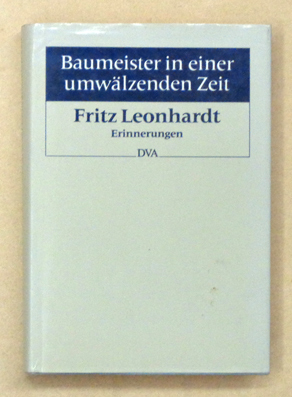 Baumeister in einer
umwälzenden Zeit
Fritz Leonhardt
Erinnerungen
DVA